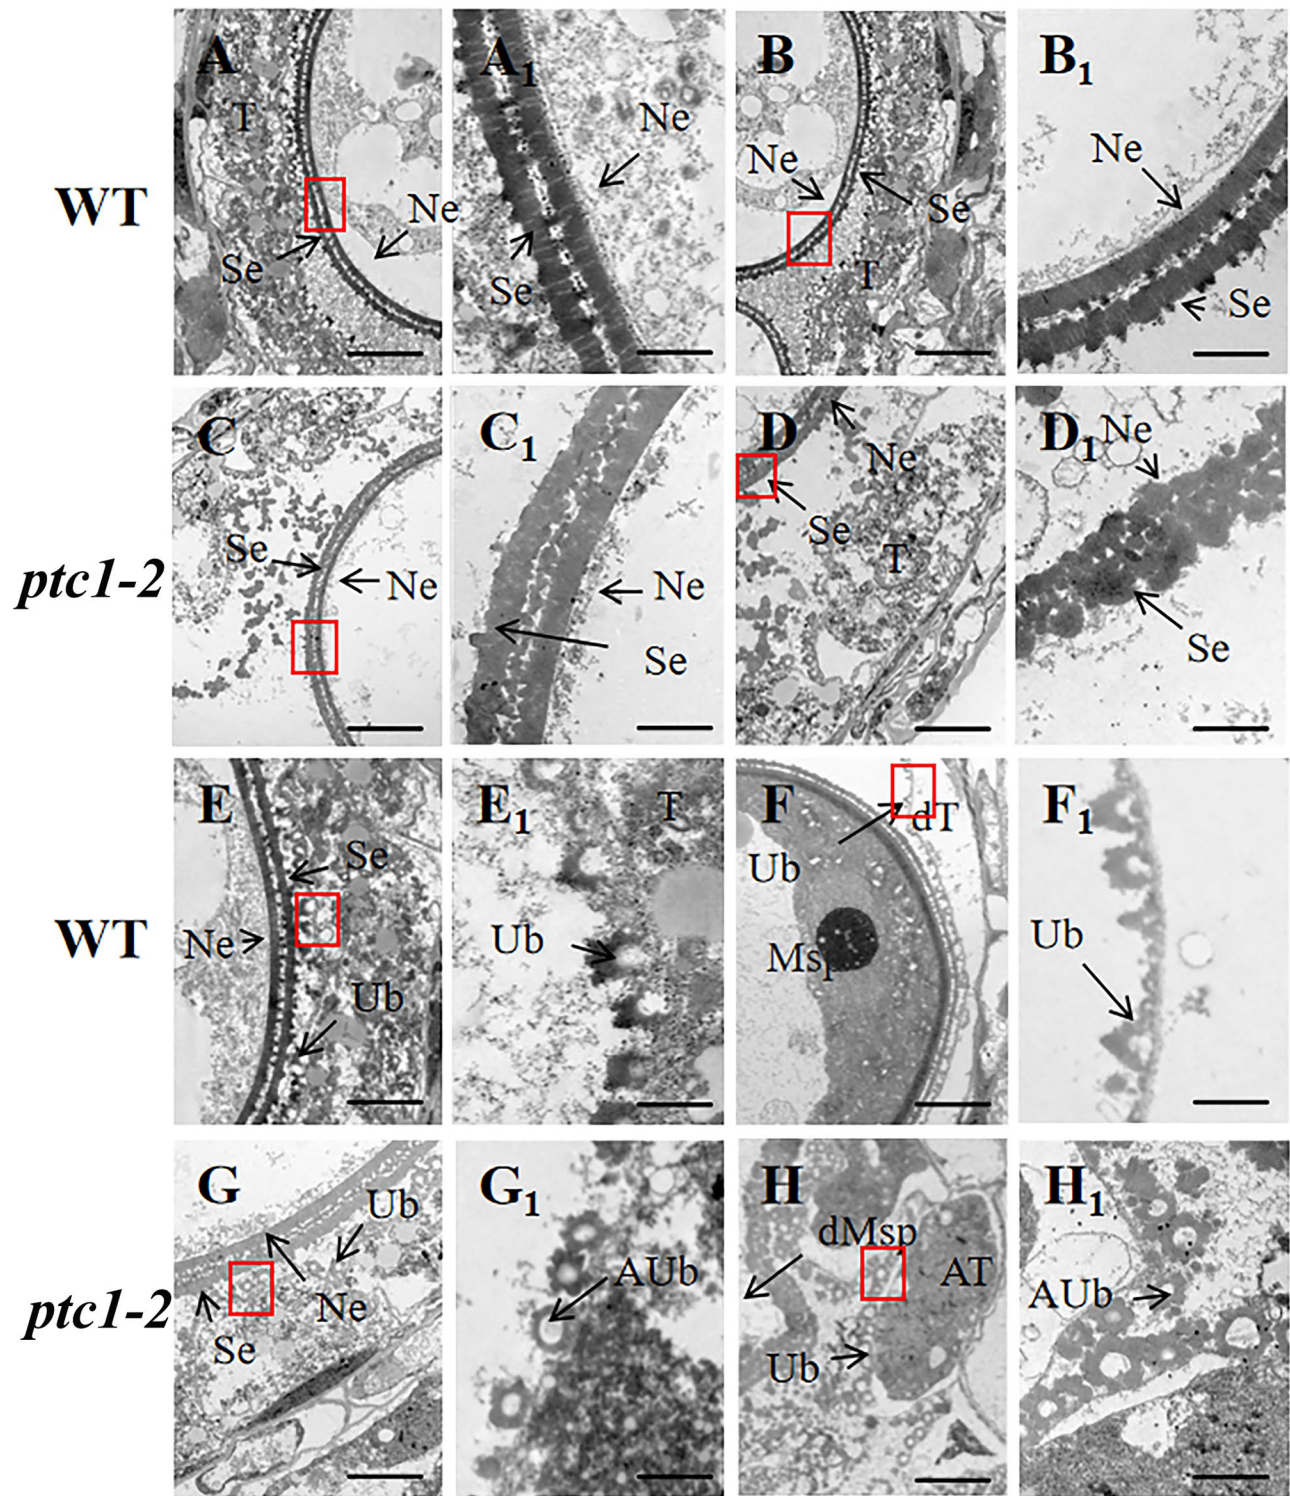 A
T
Ne
Se
A1
Ne
Se
B
Ne
Se
T
B1
Ne
Se
WT
C
Se
Ne
C1
Ne
Se
D
Ne
Se
T
D1
Ne
Se
ptc1-2
E
Se
Ne
Ub
E1
T
Ub
F
dT
Ub
Msp
F1
Ub
WT
G
Ub
Ne
Se
G1
AUb
H
dMsp
AT
Ub
H1
AUb
ptc1-2